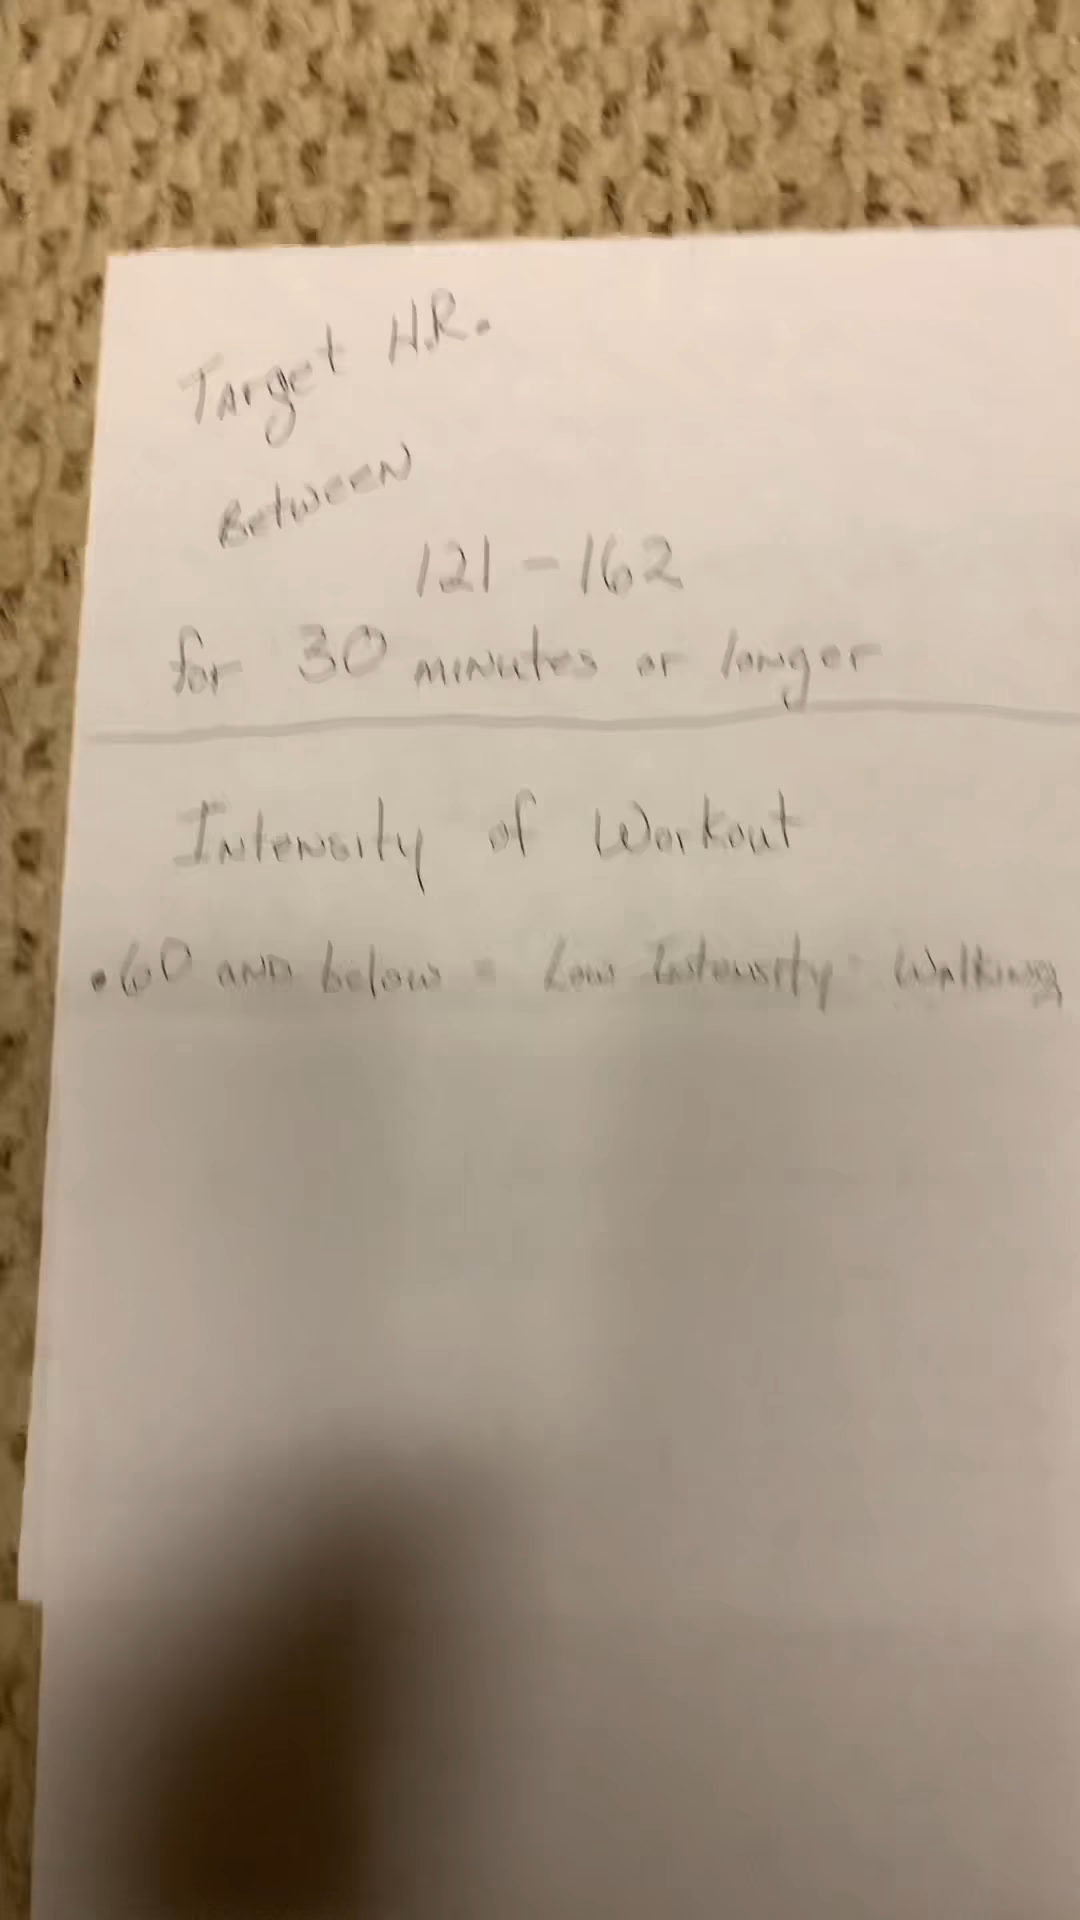 Target H.R.
Between
121 - 162
for 30 minutes or longer
Intensity of Workout
.60 and below = Low Intensity - Walking